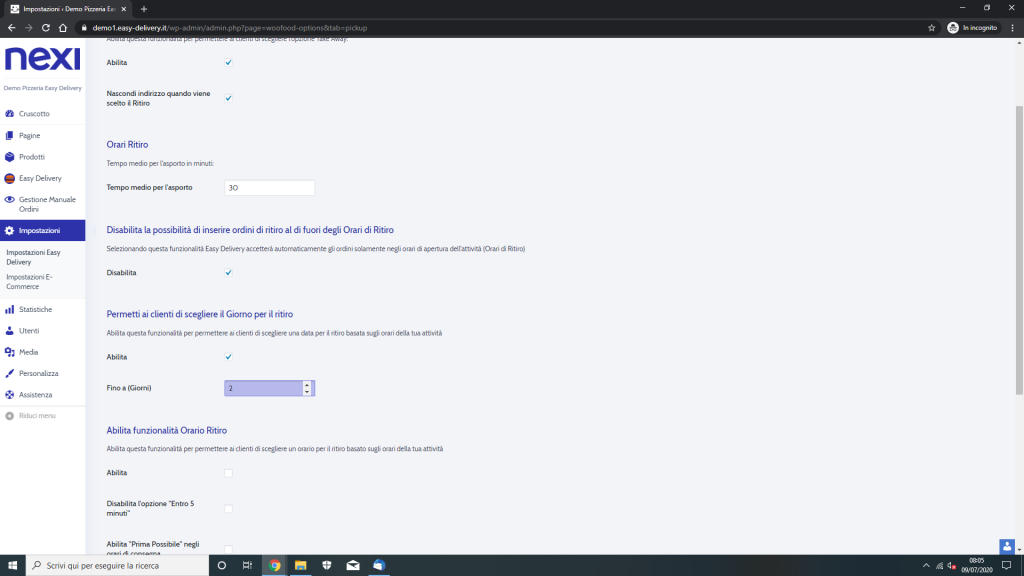 Impostazioni ‹ Demo Pizzeria Eas
demo1.easy-delivery.it/wp-admin/admin.php?page=woofood-options&tab=pickup
In incognito
nexi
Demo Pizzeria Easy Delivery
Cruscotto
Pagine
Prodotti
Easy Delivery
Gestione Manuale
Ordini
Impostazioni
Impostazioni Easy
Delivery
Impostazioni E-
Commerce
Statistiche
Utenti
Media
Personalizza
Assistenza
Riduci menu
Abilita questa funzionalità per permettere ai clienti di scegliere l'opzione Take Away:
Abilita
Nascondi indirizzo quando viene
scelto il Ritiro
Orari Ritiro
Tempo medio per l'asporto in minuti:
Tempo medio per l'asporto
30
Disabilita la possibilità di inserire ordini di ritiro al di fuori degli Orari di Ritiro
Selezionando questa funzionalità Easy Delivery accetterà automaticamente gli ordini solamente negli orari di apertura dell'attività (Orari di Ritiro)
Disabilita
Permetti ai clienti di scegliere il Giorno per il ritiro
Abilita questa funzionalità per permettere ai clienti di scegliere una data per il ritiro basata sugli orari della tua attività
Abilita
Fino a (Giorni)
2
Abilita funzionalità Orario Ritiro
Abilita questa funzionalità per permettere ai clienti di scegliere un orario per il ritiro basato sugli orari della tua attività
Abilita
Disabilita l'opzione "Entro 5
minuti"
Abilita "Prima Possibile" negli
orari di consegna
Scrivi qui per eseguire la ricerca
08:05
09/07/2020